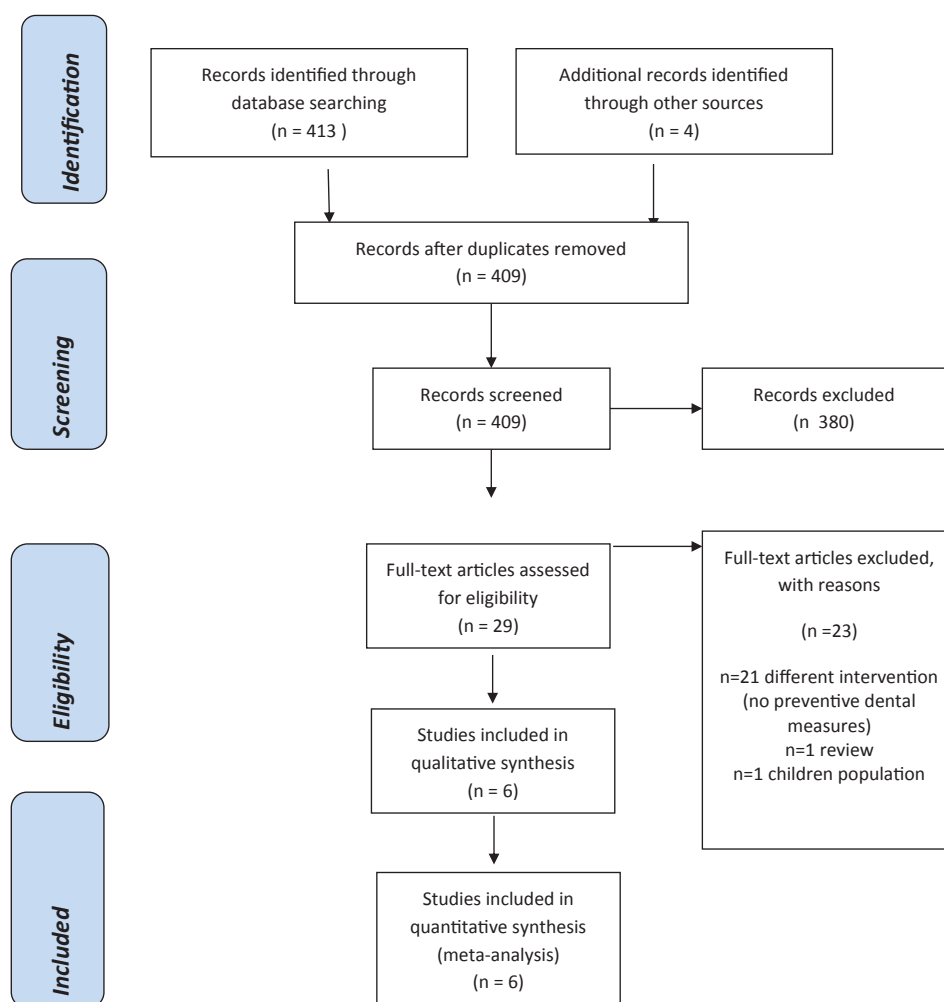 Identification
Records identified through
database searching
(n = 413 )
Additional records identified
through other sources
(n = 4)
Records after duplicates removed
(n = 409)
Screening
Records screened
(n = 409)
Records excluded
(n 380)
Eligibility
Full-text articles assessed
for eligibility
(n = 29)
Full-text articles excluded,
with reasons
(n =23)
n=21 different intervention
(no preventive dental
measures)
n=1 review
n=1 children population
Studies included in
qualitative synthesis
(n = 6)
Included
Studies included in
quantitative synthesis
(meta-analysis)
(n = 6)